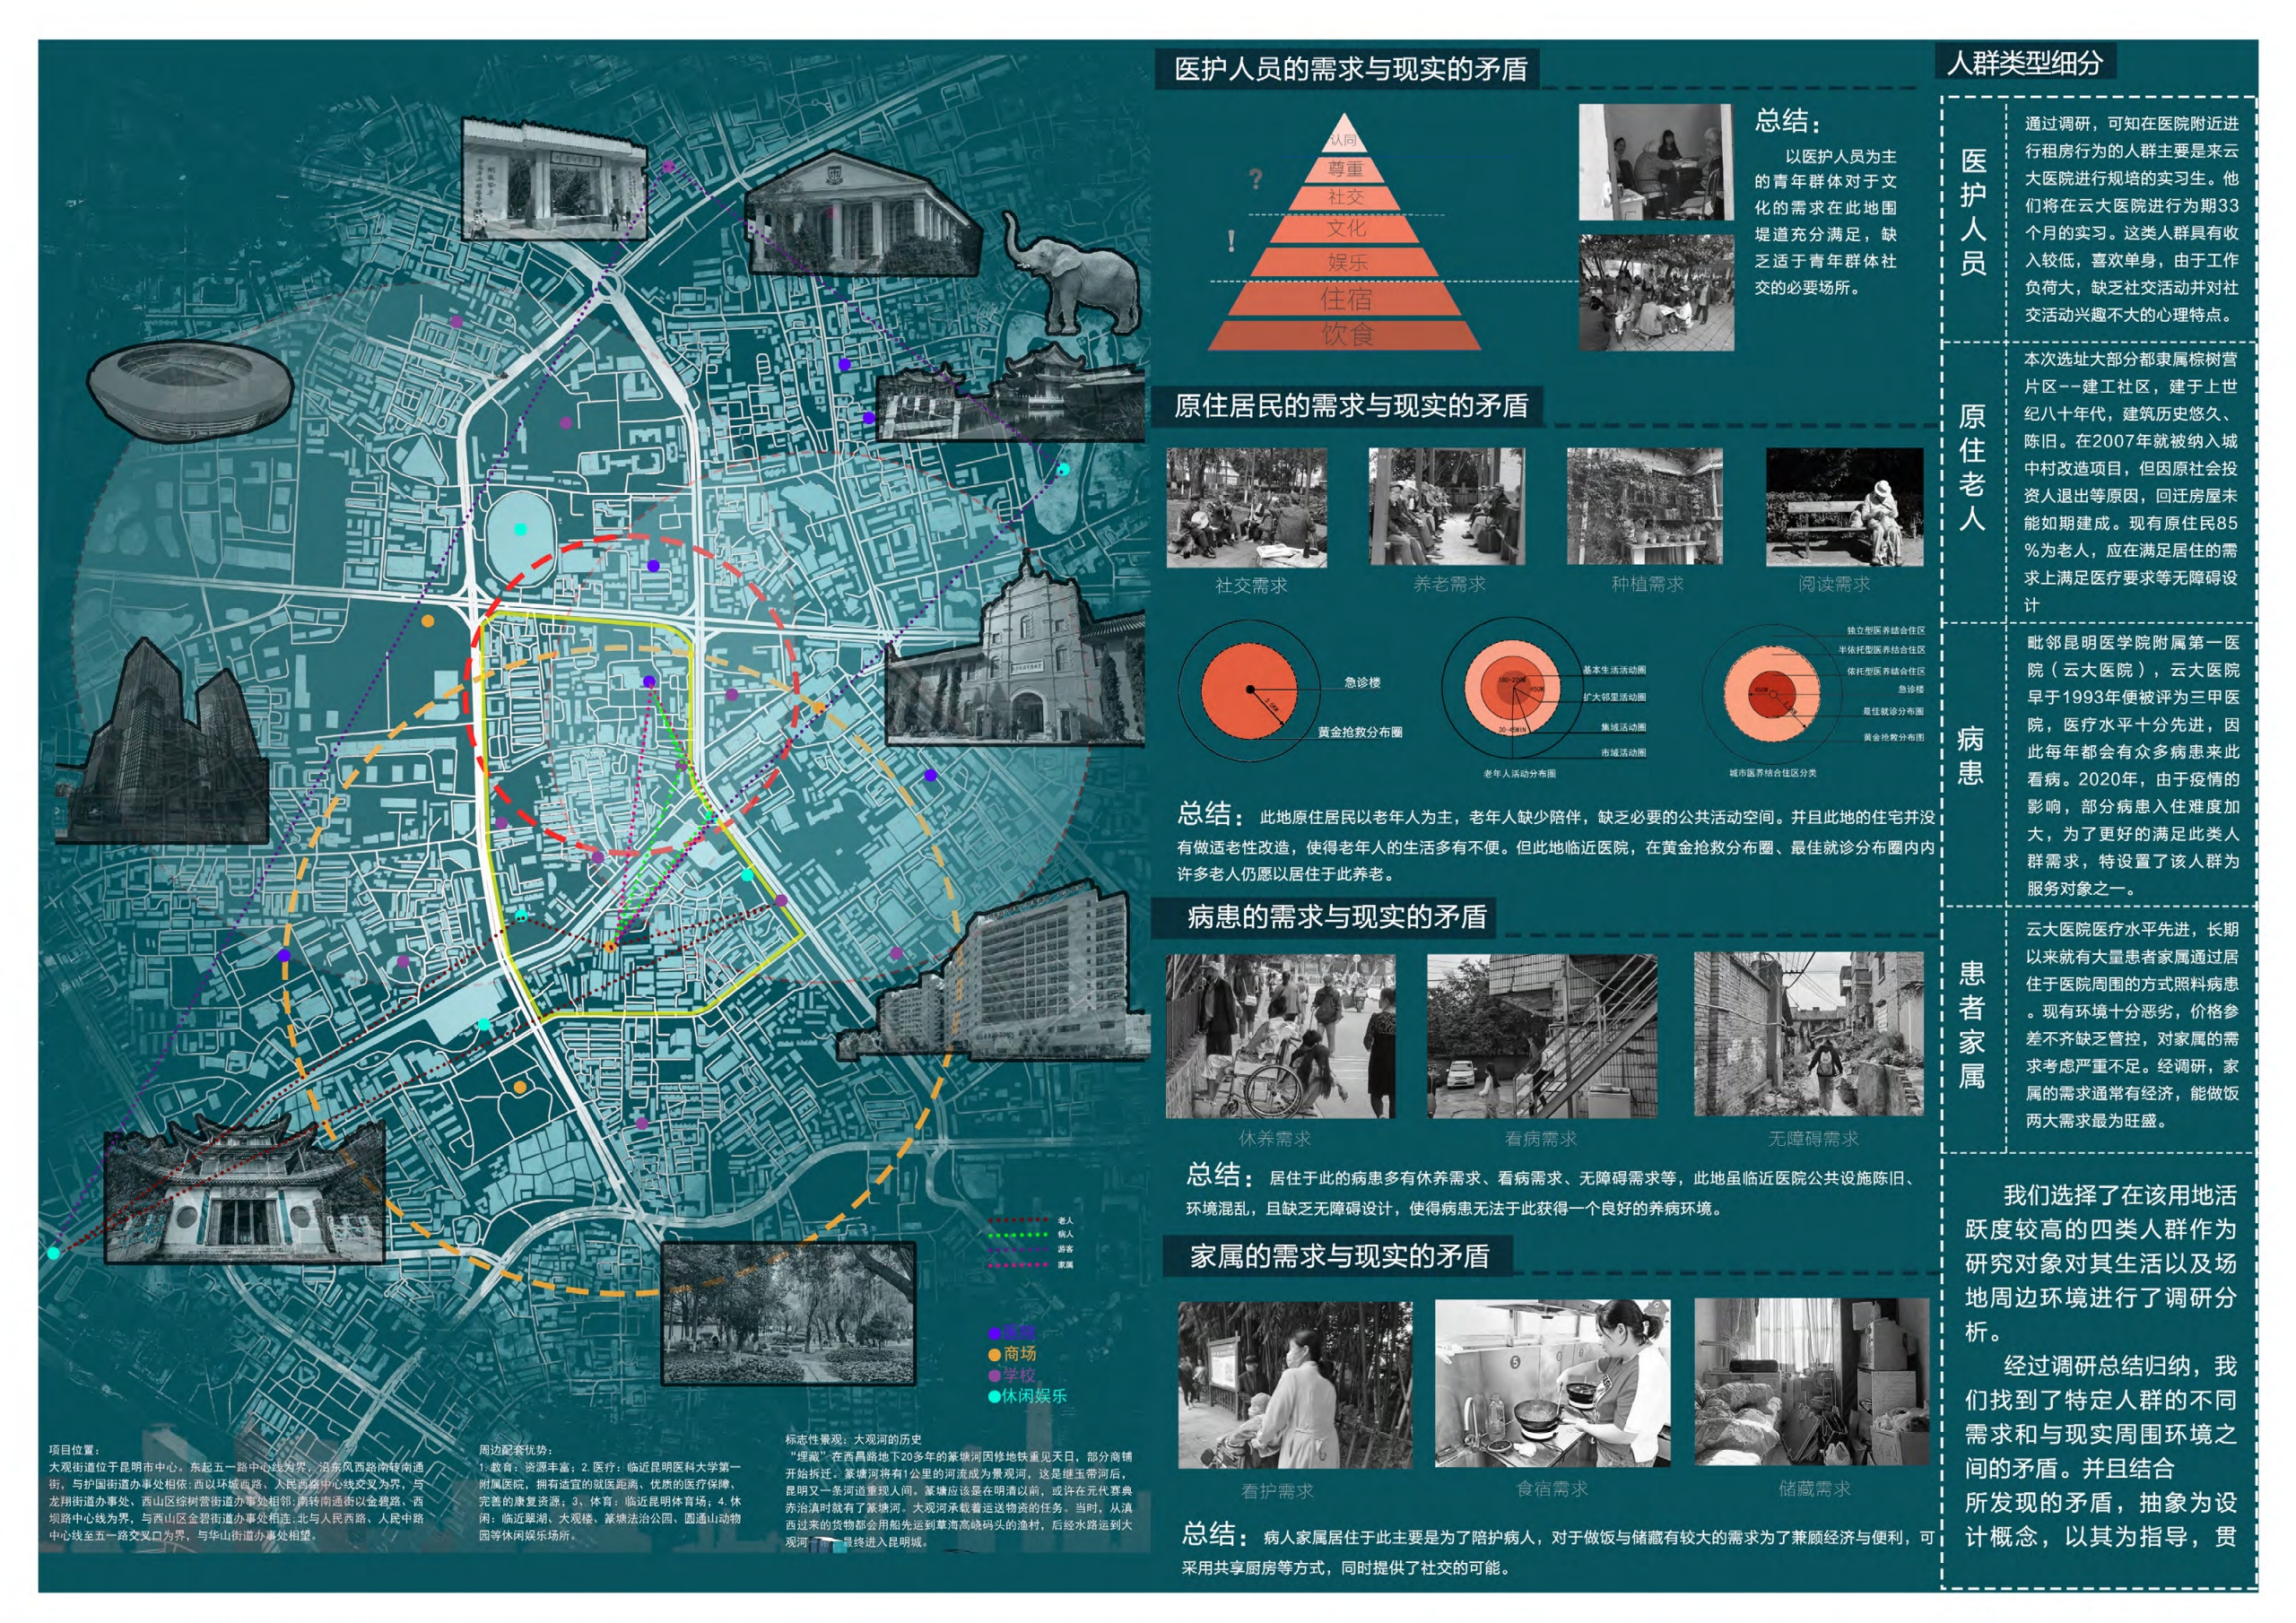 医护人员的需求与现实的矛盾
认同
尊重
社交
文化
娱乐
住宿
饮食
?
!
总结：
以医护人员为主
的青年群体对于文
化的需求在此地围
堤道充分满足，缺
乏适于青年群体社
交的必要场所。
原住居民的需求与现实的矛盾
社交需求
养老需求
种植需求
阅读需求
急诊楼
黄金抢救分布圈
基本生活活动圈
扩大邻里活动圈
集域活动圈
市域活动圈
老年人活动分布圈
独立型医养结合住区
半依托型医养结合住区
依托型医养结合住区
急诊楼
最佳就诊分布圈
黄金抢救分布图
城市医养结合住区分类
总结： 此地原住居民以老年人为主，老年人缺少陪伴，缺乏必要的公共活动空间。并且此地的住宅并没
有做适老性改造，使得老年人的生活多有不便。但此地临近医院，在黄金抢救分布圈、最佳就诊分布圈内内
许多老人仍愿以居住于此养老。
病患的需求与现实的矛盾
休养需求
看病需求
无障碍需求
总结： 居住于此的病患多有休养需求、看病需求、无障碍需求等，此地虽临近医院公共设施陈旧、
环境混乱，且缺乏无障碍设计，使得病患无法于此获得一个良好的养病环境。
家属的需求与现实的矛盾
看护需求
食宿需求
储藏需求
总结： 病人家属居住于此主要是为了陪护病人，对于做饭与储藏有较大的需求为了兼顾经济与便利，可
采用共享厨房等方式，同时提供了社交的可能。
人群类型细分
医护人员
通过调研，可知在医院附近进
行租房行为的人群主要是来云
大医院进行规培的实习生。他
们将在云大医院进行为期33
个月的实习。这类人群具有收
入较低，喜欢单身，由于工作
负荷大，缺乏社交活动并对社
交活动兴趣不大的心理特点。
原住老人
本次选址大部分都隶属棕树营
片区--建工社区，建于上世
纪八十年代，建筑历史悠久、
陈旧。在2007年就被纳入城
中村改造项目，但因原社会投
资人退出等原因，回迁房屋未
能如期建成。现有原住民85
%为老人，应在满足居住的需
求上满足医疗要求等无障碍设
计
病患
毗邻昆明医学院附属第一医
院（云大医院），云大医院
早于1993年便被评为三甲医
院，医疗水平十分先进，因
此每年都会有众多病患来此
看病。2020年，由于疫情的
影响，部分病患入住难度加
大，为了更好的满足此类人
群需求，特设置了该人群为
服务对象之一。
患者家属
云大医院医疗水平先进，长期
以来就有大量患者家属通过居
住于医院周围的方式照料病患
。现有环境十分恶劣，价格参
差不齐缺乏管控，对家属的需
求考虑严重不足。经调研，家
属的需求通常有经济，能做饭
两大需求最为旺盛。
我们选择了在该用地活
跃度较高的四类人群作为
研究对象对其生活以及场
地周边环境进行了调研分
析。
经过调研总结归纳，我
们找到了特定人群的不同
需求和与现实周围环境之
间的矛盾。并且结合
所发现的矛盾，抽象为设
计概念，以其为指导，贯
老人
病人
游客
家属
商场
学校
休闲娱乐
项目位置：
大观街道位于昆明市中心。东起五一路中心线为界，沿东风西路南转南通
街，与护国街道办事处相依；西以环城西路、人民西路中心线交叉为界，与
龙翔街道办事处、西山区综树营街道办事处相邻；南转南通街以金碧路、西
坝路中心线为界，与西山区金碧街道办事处相连；北与人民西路、人民中路
中心线至五一路交叉口为界，与华山街道办事处相望。
周边配套优势：
1. 教育：资源丰富；2. 医疗：临近昆明医科大学第一
附属医院，拥有适宜的就医距离、优质的医疗保障、
完善的康复资源；3、体育：临近昆明体育场；4. 休
闲：临近翠湖、大观楼、篆塘法治公园、圆通山动物
园等休闲娱乐场所。
标志性景观：大观河的历史
“埋藏”在西昌路地下20多年的篆塘河因修地铁重见天日，部分商铺
开始拆迁。篆塘河将有1公里的河流成为景观河，这是继玉带河后，
昆明又一条河道重现人间。篆塘应该是在明清以前，或许在元代赛典
赤治滇时就有了篆塘河。大观河承载着运送物资的任务。当时，从滇
西过来的货物都会用船先运到草海高峣码头的渔村，后经水路运到大
观河 最终进入昆明城。